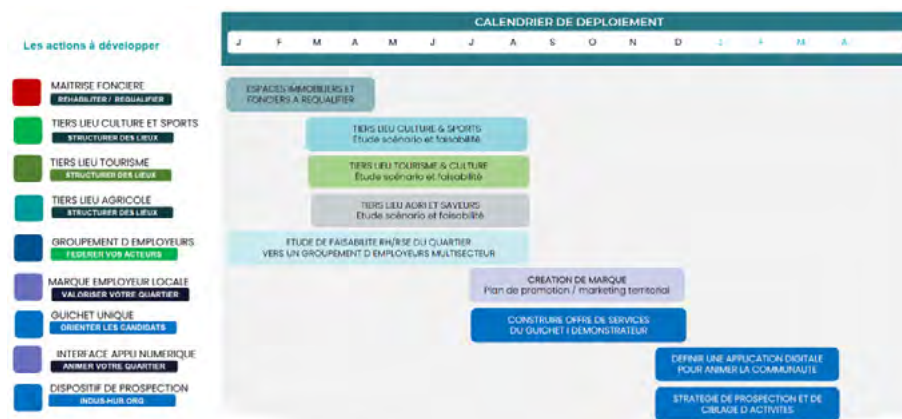 CALENDRIER DE DEPLOIEMENT
Les actions à développer
J F M A M J J A S O N D J F M A
MAITRISE FONCIERE
REHABILITER / REQUALIFIER
ESPACES IMMOBILIERS ET
FONCIERS A REQUALIFIER
TIERS LIEU CULTURE ET SPORTS
STRUCTURER DES LIEUX
TIERS LIEU CULTURE & SPORTS
Etude scénario et faisabilité
TIERS LIEU TOURISME
STRUCTURER DES LIEUX
TIERS LIEU TOURISME & CULTURE
Etude scénario et faisabilité
TIERS LIEU AGRICOLE
STRUCTURER DES LIEUX
TIERS LIEU AGRI ET SAVEURS
Etude scénario et faisabilité
GROUPEMENT D EMPLOYEURS
FEDERER VOS ACTEURS
ETUDE DE FAISABILITE RH/RSE DU QUARTIER
VERS UN GROUPEMENT D EMPLOYEURS MULTISECTEUR
MARQUE EMPLOYEUR LOCALE
VALORISER VOTRE QUARTIER
CREATION DE MARQUE
Plan de promotion / marketing territorial
GUICHET UNIQUE
ORIENTER LES CANDIDATS
CONSTRUIRE OFFRE DE SERVICES
DU GUICHET I DEMONSTRATEUR
INTERFACE APPLI NUMERIQUE
ANIMER VOTRE QUARTIER
DEFINIR UNE APPLICATION DIGITALE
POUR ANIMER LA COMMUNAUTE
DISPOSITIF DE PROSPECTION
INDUS-HUB.ORG
STRATEGIE DE PROSPECTION ET DE
CIBLAGE D ACTIVITES